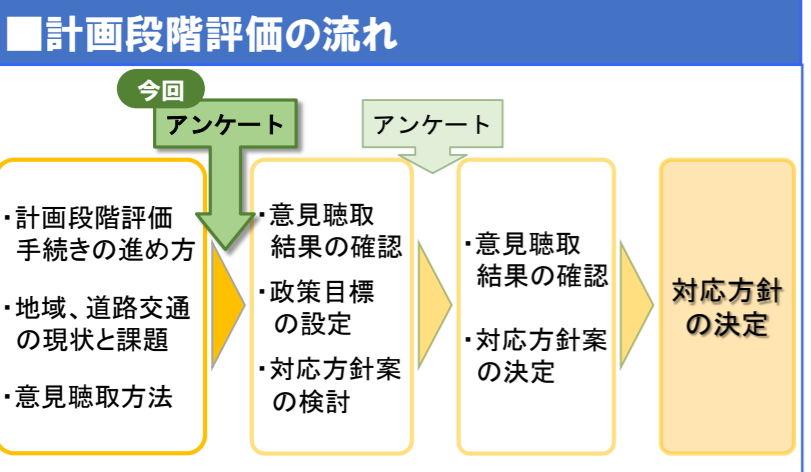 ■計画段階評価の流れ
今回
アンケート
アンケート
・計画段階評価
手続きの進め方
・地域、道路交通
の現状と課題
・意見聴取方法
・意見聴取
結果の確認
・政策目標
の設定
・対応方針案
の検討
・意見聴取
結果の確認
・対応方針案
の決定
対応方針
の決定